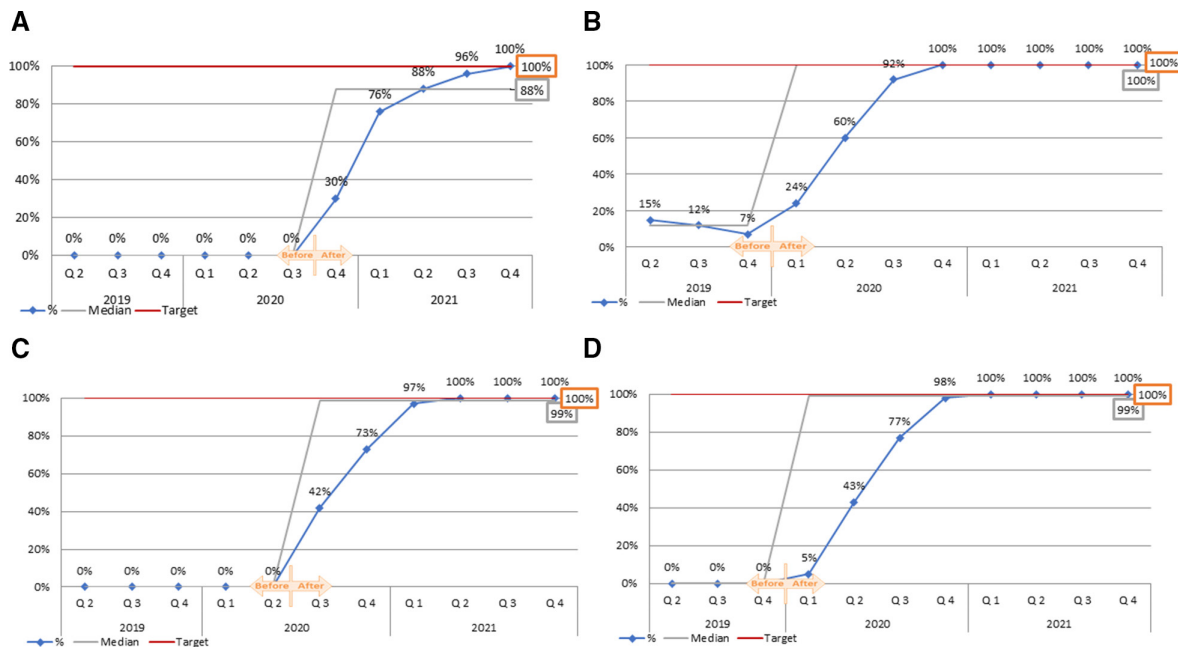 A
100%
96%
88%
76%
30%
0% 0% 0% 0% 0% 0%
100%
88%
100%
80%
60%
40%
20%
0%
Before After
Q 2 Q 3 Q 4 Q 1 Q 2 Q 3 Q 4 Q 1 Q 2 Q 3 Q 4
2019 2020 2021
% Median Target
B
15% 12% 7% 24% 60% 92% 100% 100% 100% 100% 100%
100%
100%
100%
80%
60%
40%
20%
0%
Before After
Q 2 Q 3 Q 4 Q 1 Q 2 Q 3 Q 4 Q 1 Q 2 Q 3 Q 4
2019 2020 2021
% Median Target
C
0% 0% 0% 0% 0% 42% 73% 97% 100% 100% 100%
100%
99%
100%
80%
60%
40%
20%
0%
Before After
Q 2 Q 3 Q 4 Q 1 Q 2 Q 3 Q 4 Q 1 Q 2 Q 3 Q 4
2019 2020 2021
% Median Target
D
0% 0% 0% 5% 43% 77% 98% 100% 100% 100% 100%
100%
99%
100%
80%
60%
40%
20%
0%
Before After
Q 2 Q 3 Q 4 Q 1 Q 2 Q 3 Q 4 Q 1 Q 2 Q 3 Q 4
2019 2020 2021
% Median Target